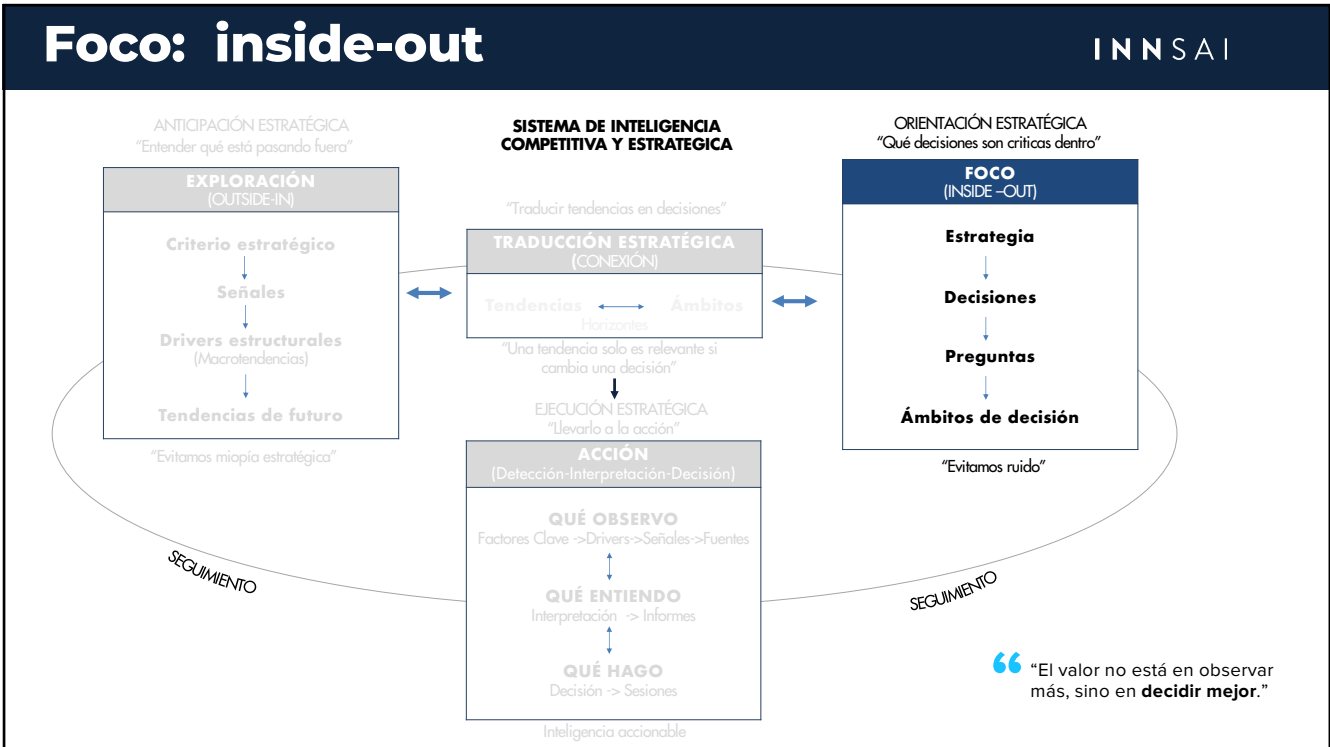 Foco: inside-out
INNSAI
ANTICIPACIÓN ESTRATÉGICA
“Entender qué está pasando fuera”
EXPLORACIÓN
(OUTSIDE-IN)
Criterio estratégico
Señales
Drivers estructurales
(Macrotendencias)
Tendencias de futuro
“Evitamos miopía estratégica”
SISTEMA DE INTELIGENCIA
COMPETITIVA Y ESTRATEGICA
“Traducir tendencias en decisiones”
TRADUCCIÓN ESTRATÉGICA
(CONEXIÓN)
Tendencias Ámbitos
Horizontes
“Una tendencia solo es relevante si
cambia una decisión”
EJECUCIÓN ESTRATÉGICA
“Llevarlo a la acción”
ACCIÓN
(Detección-Interpretación-Decisión)
QUÉ OBSERVO
Factores Clave ->Drivers->Señales->Fuentes
QUÉ ENTIENDO
Interpretación -> Informes
QUÉ HAGO
Decisión -> Sesiones
Inteligencia accionable
ORIENTACIÓN ESTRATÉGICA
“Qué decisiones son criticas dentro”
FOCO
(INSIDE –OUT)
Estrategia
Decisiones
Preguntas
Ámbitos de decisión
“Evitamos ruido”
SEGUIMIENTO
SEGUIMIENTO
“El valor no está en observar
más, sino en decidir mejor.”